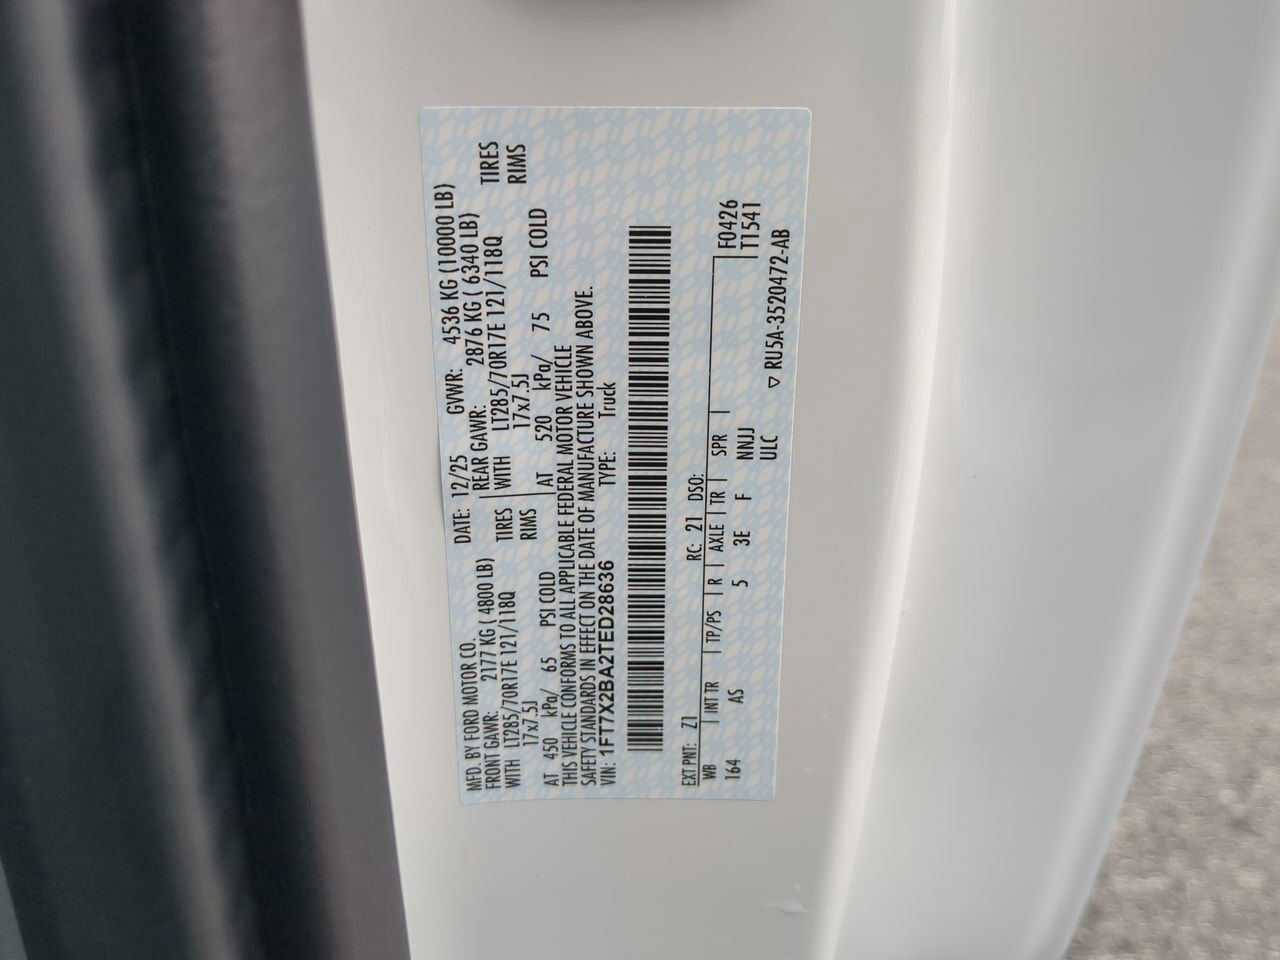 MFD. BY FORD MOTOR CO.
DATE: 12/25 GVWR: 4536 KG (10000 LB)
FRONT GAWR: 2177 KG ( 4800 LB)
REAR GAWR: 2876 KG ( 6340 LB)
WITH LT285/70R17E 121/118Q TIRES
WITH LT285/70R17E 121/118Q TIRES
17x7.5J RIMS
17x7.5J RIMS
AT 450 kPa/ 65 PSI COLD
AT 520 kPa/ 75 PSI COLD
THIS VEHICLE CONFORMS TO ALL APPLICABLE FEDERAL MOTOR VEHICLE
SAFETY STANDARDS IN EFFECT ON THE DATE OF MANUFACTURE SHOWN ABOVE.
VIN: 1FT7X2BA2TED28636 TYPE: Truck
EXT PNT: Z1 RC: 21 DSO:
WB INT TR TP/PS R AXLE TR SPR F0426
164 AS 5 3E F NNJJ T1541
ULC ▽ RU5A-3520472-AB